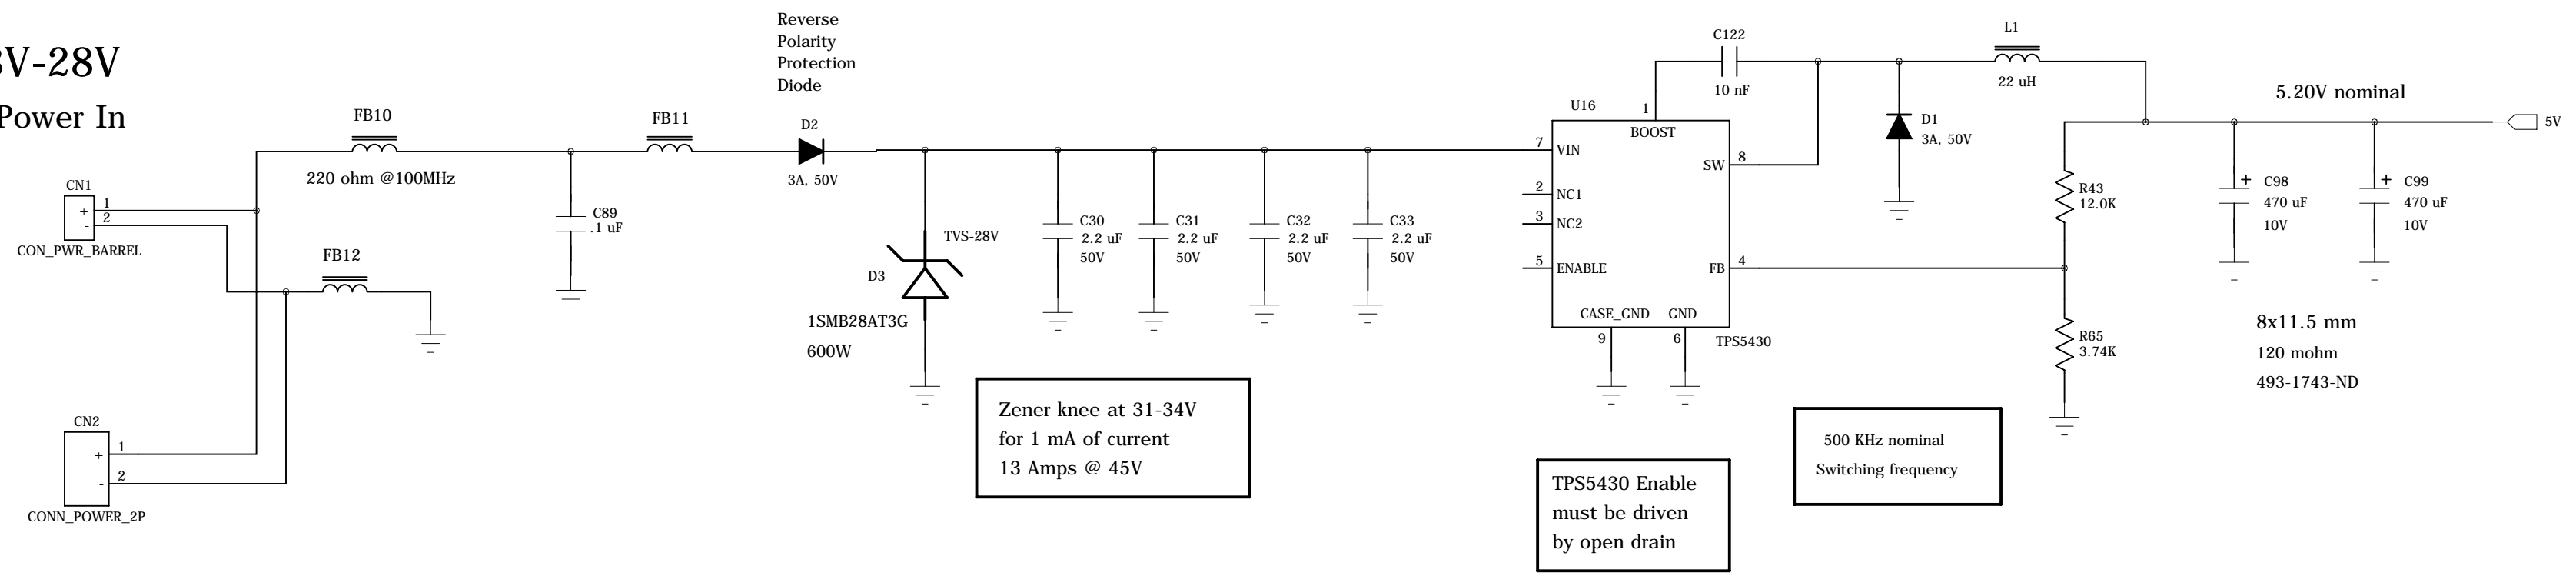 8V-28V
Power In
CN1
+
-
1
2
CON_PWR_BARREL
CN2
+
-
1
2
CONN_POWER_2P
FB10
220 ohm @100MHz
FB12
C89
.1 uF
FB11
Reverse
Polarity
Protection
Diode
D2
3A, 50V
TVS-28V
D3
1SMB28AT3G
600W
C30
2.2 uF
50V
C31
2.2 uF
50V
C32
2.2 uF
50V
C33
2.2 uF
50V
Zener knee at 31-34V
for 1 mA of current
13 Amps @ 45V
U16
1
BOOST
7 VIN
2 NC1
3 NC2
5 ENABLE
SW 8
FB 4
CASE_GND GND
9 6
TPS5430
C122
10 nF
L1
22 uH
D1
3A, 50V
R43
12.0K
R65
3.74K
5.20V nominal
5V
+
C98
470 uF
10V
+
C99
470 uF
10V
8x11.5 mm
120 mohm
493-1743-ND
TPS5430 Enable
must be driven
by open drain
500 KHz nominal
Switching frequency